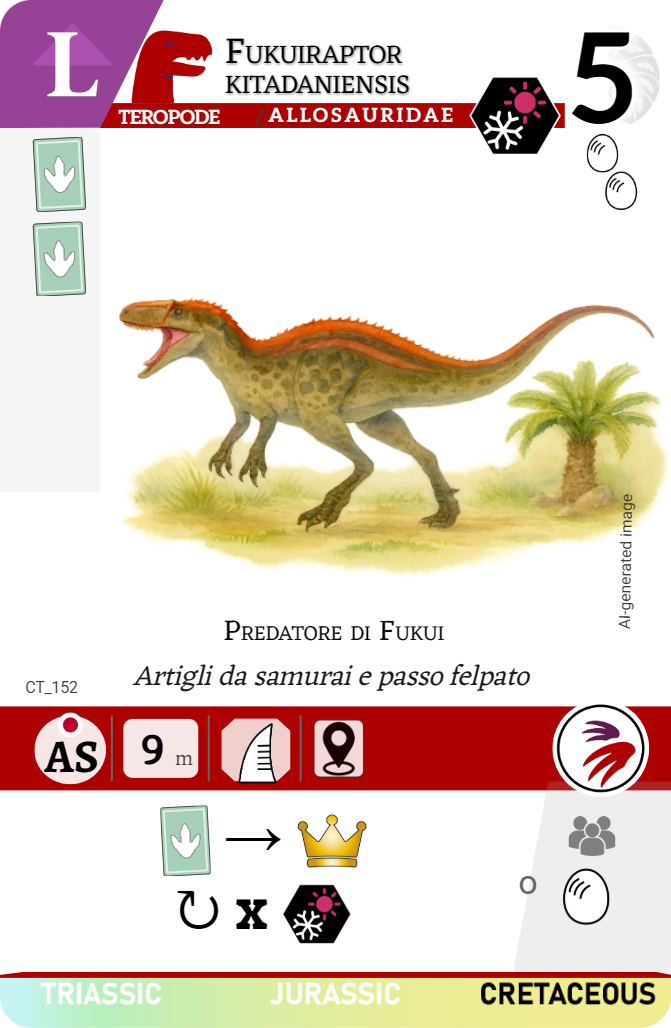 L
Fukuiraptor
kitadaniensis
5
TEROPODE / ALLOSAURIDAE
AI-generated image
Predatore di Fukui
Artigli da samurai e passo felpato
CT_152
AS
9 m
x
o
TRIASSIC JURASSIC CRETACEOUS